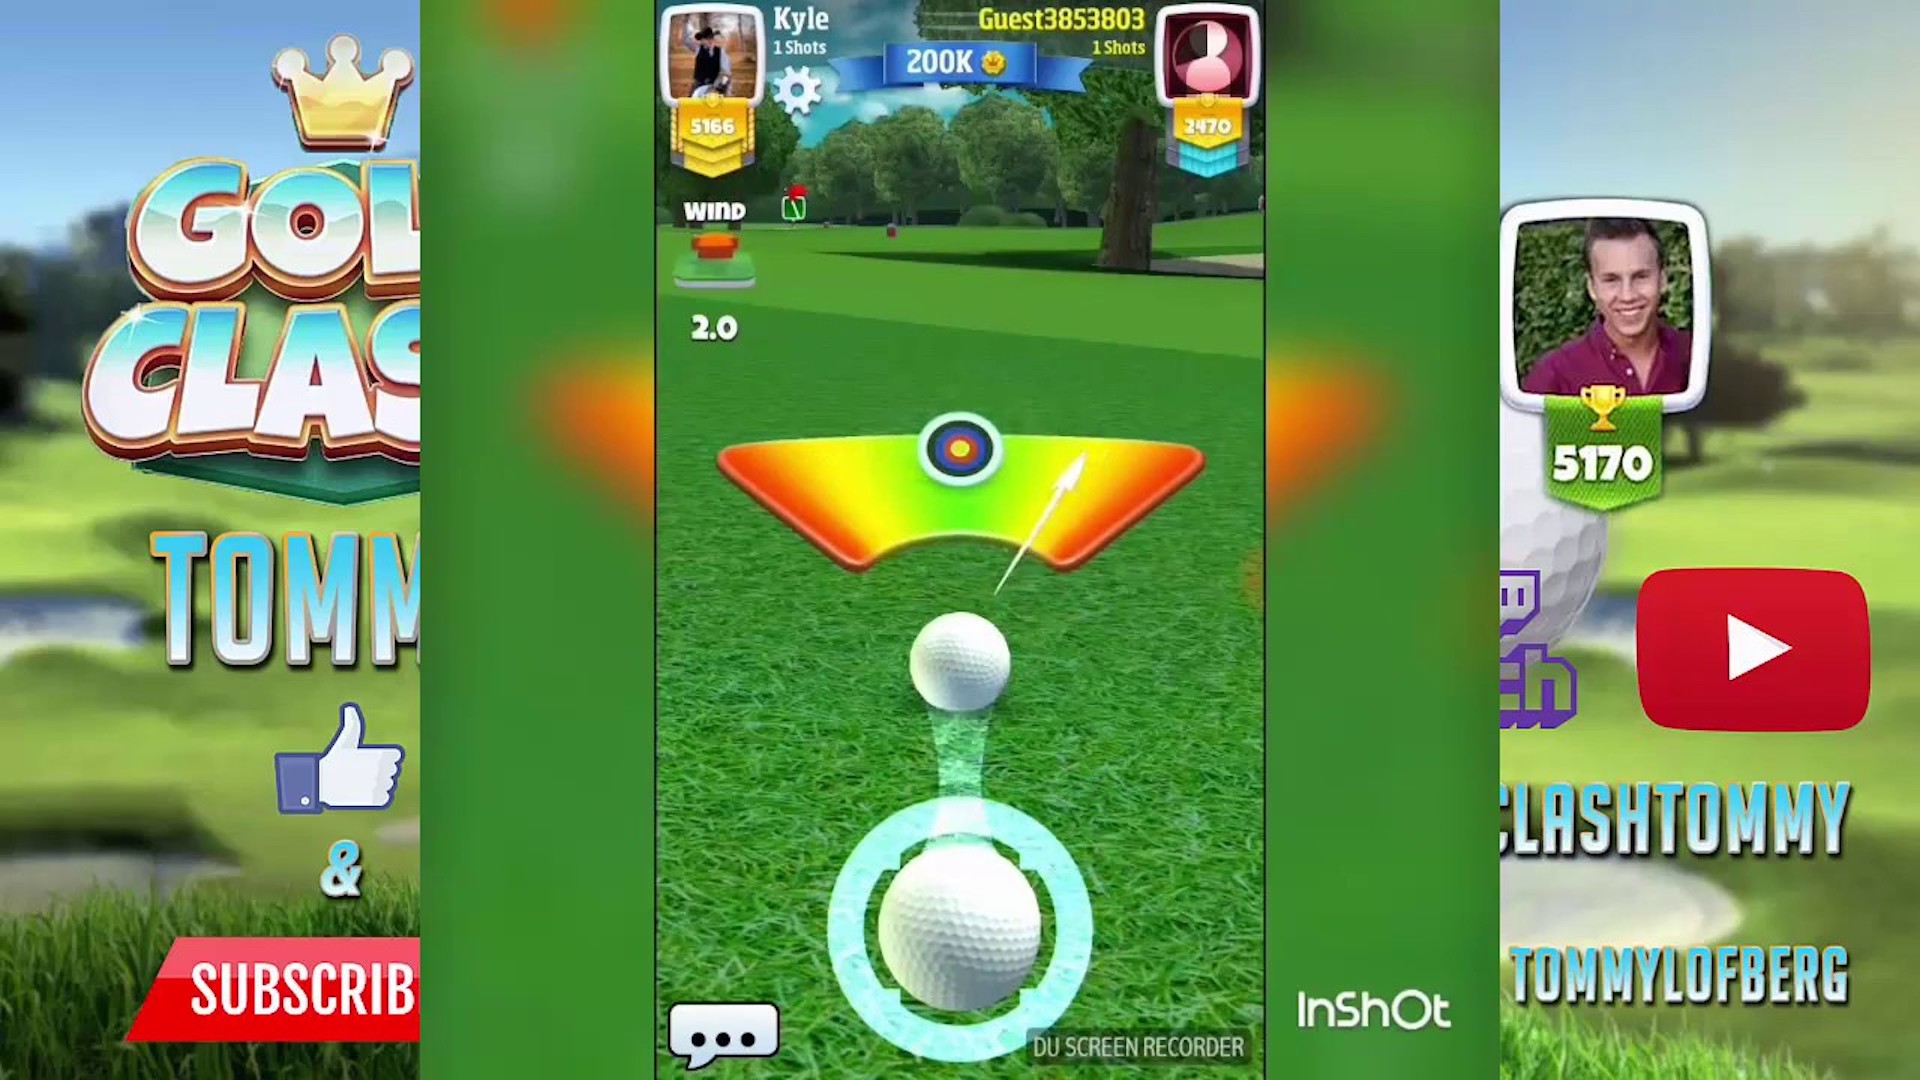 Kyle
1 Shots
200K
Guest3853803
1 Shots
5166
2470
WIND
2.0
GOL
CLAS
TOMM
&
SUBSCRIB
5170
ch
CLASHTOMMY
TOMMYLOFBERG
InShOt
DU SCREEN RECORDER